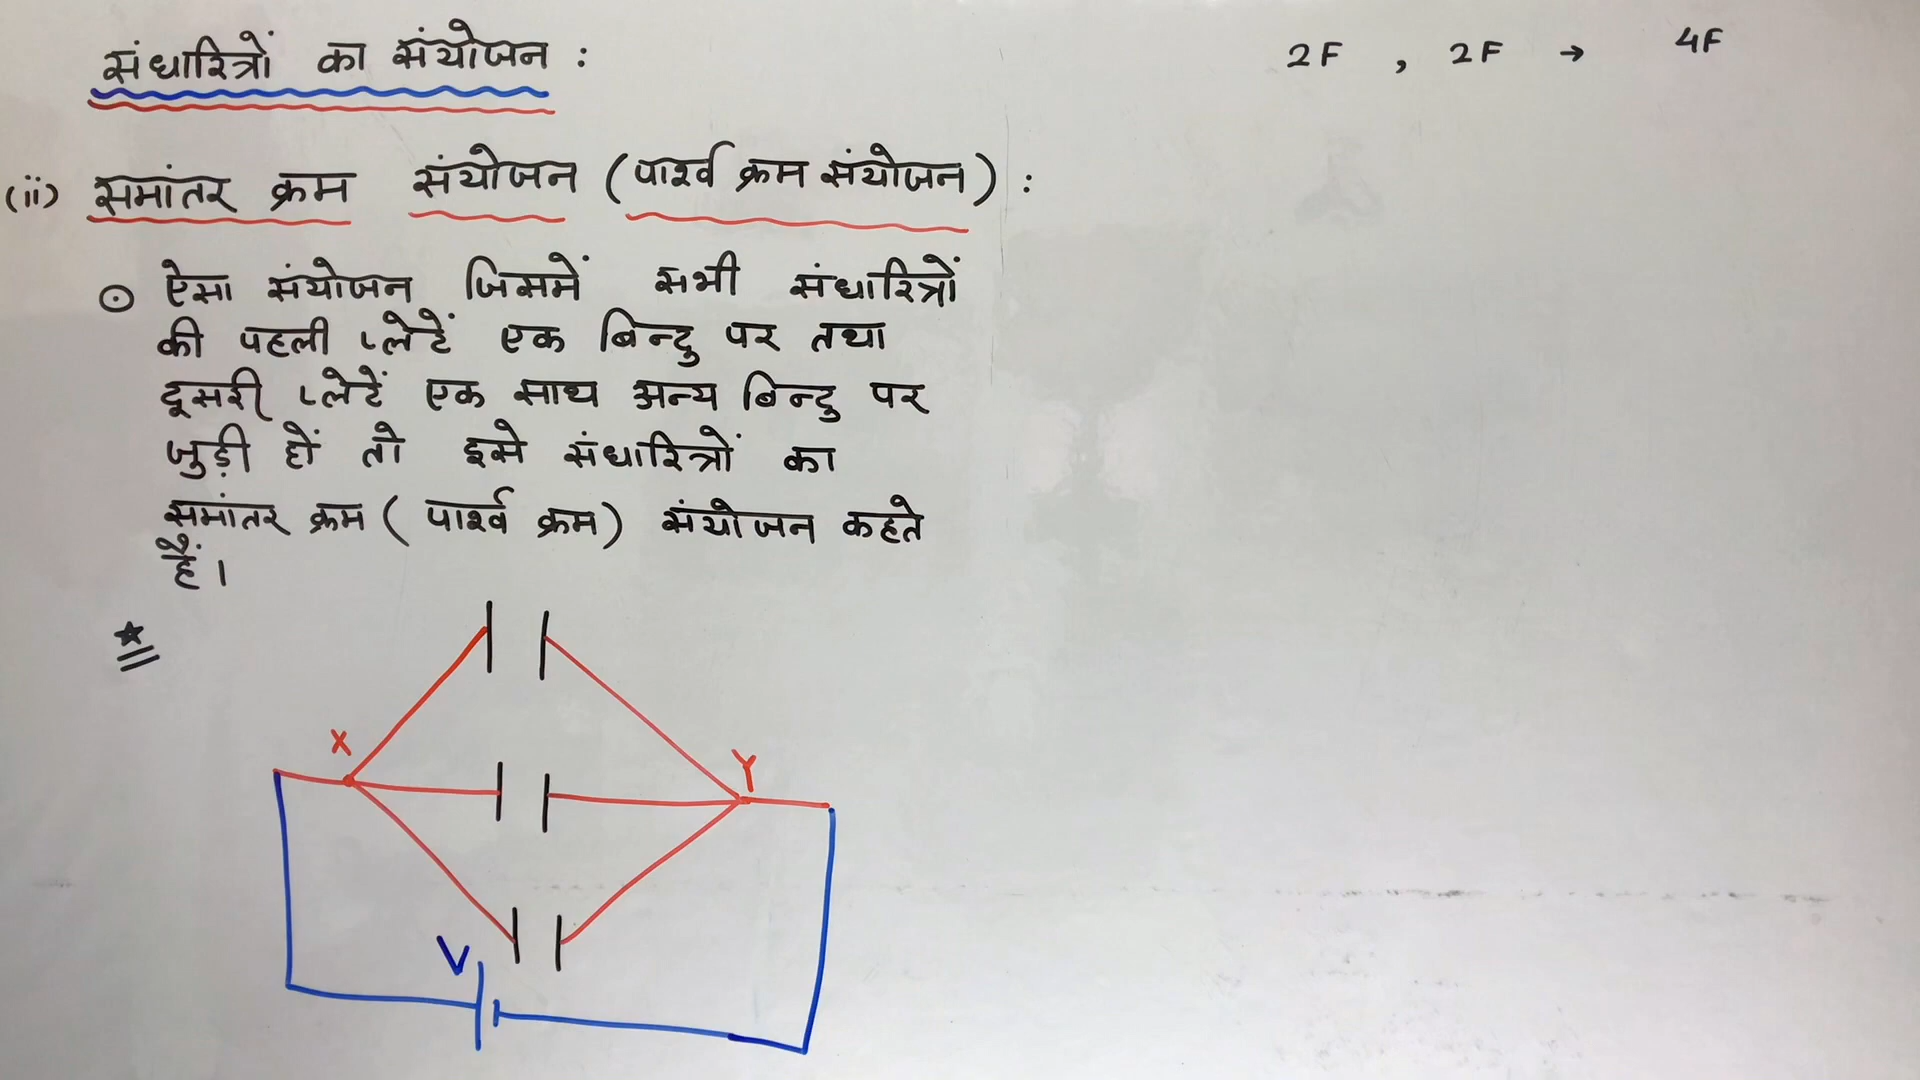 संधारित्रों का संयोजन :
2F , 2F → 4F
(ii) समांतर क्रम संयोजन (पार्श्व क्रम संयोजन) :
⊙ ऐसा संयोजन जिसमें सभी संधारित्रों
की पहली प्लेटें एक बिन्दु पर तथा
दूसरी प्लेटें एक साथ अन्य बिन्दु पर
जुड़ी हों तो इसे संधारित्रों का
समांतर क्रम ( पार्श्व क्रम) संयोजन कहते
हैं।
X
Y
V